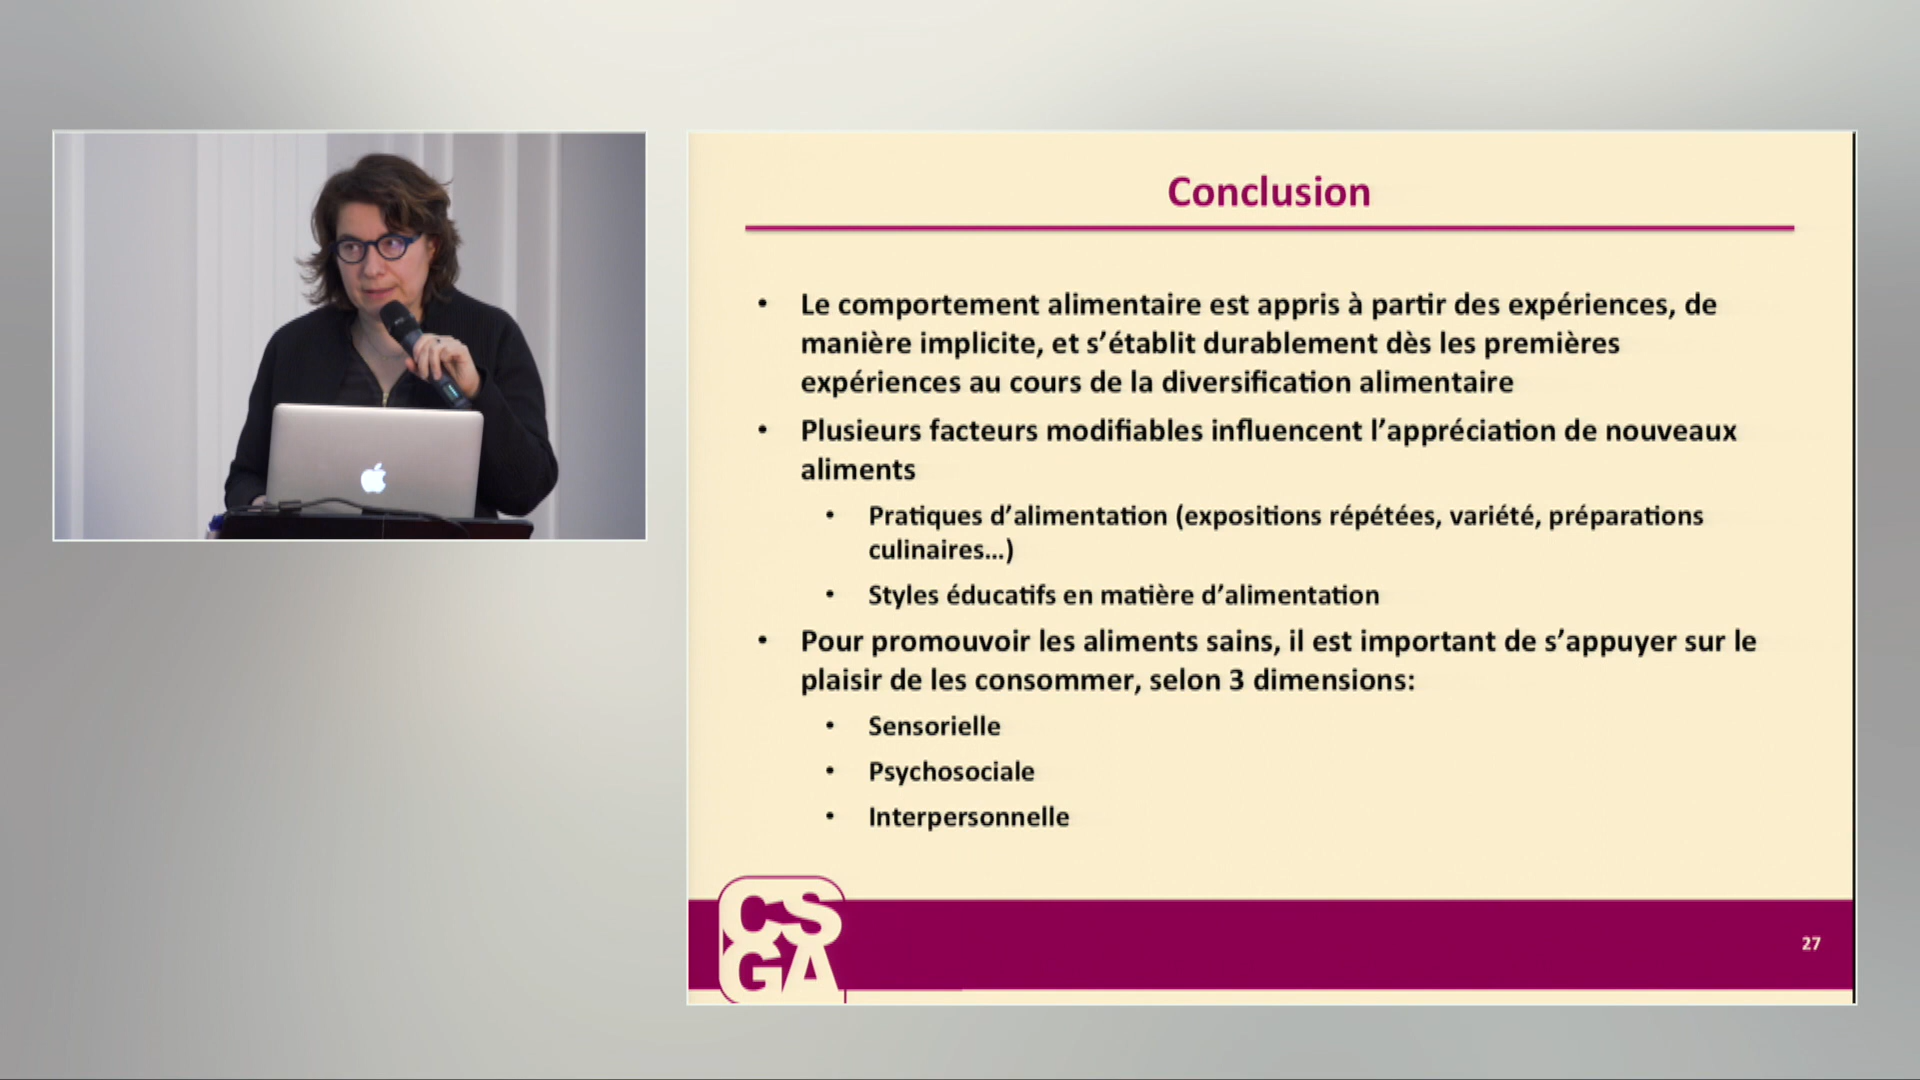 Conclusion
• Le comportement alimentaire est appris à partir des expériences, de
manière implicite, et s’établit durablement dès les premières
expériences au cours de la diversification alimentaire
• Plusieurs facteurs modifiables influencent l’appréciation de nouveaux
aliments
• Pratiques d’alimentation (expositions répétées, variété, préparations
culinaires…)
• Styles éducatifs en matière d’alimentation
• Pour promouvoir les aliments sains, il est important de s’appuyer sur le
plaisir de les consommer, selon 3 dimensions:
• Sensorielle
• Psychosociale
• Interpersonnelle
CS
GA
27